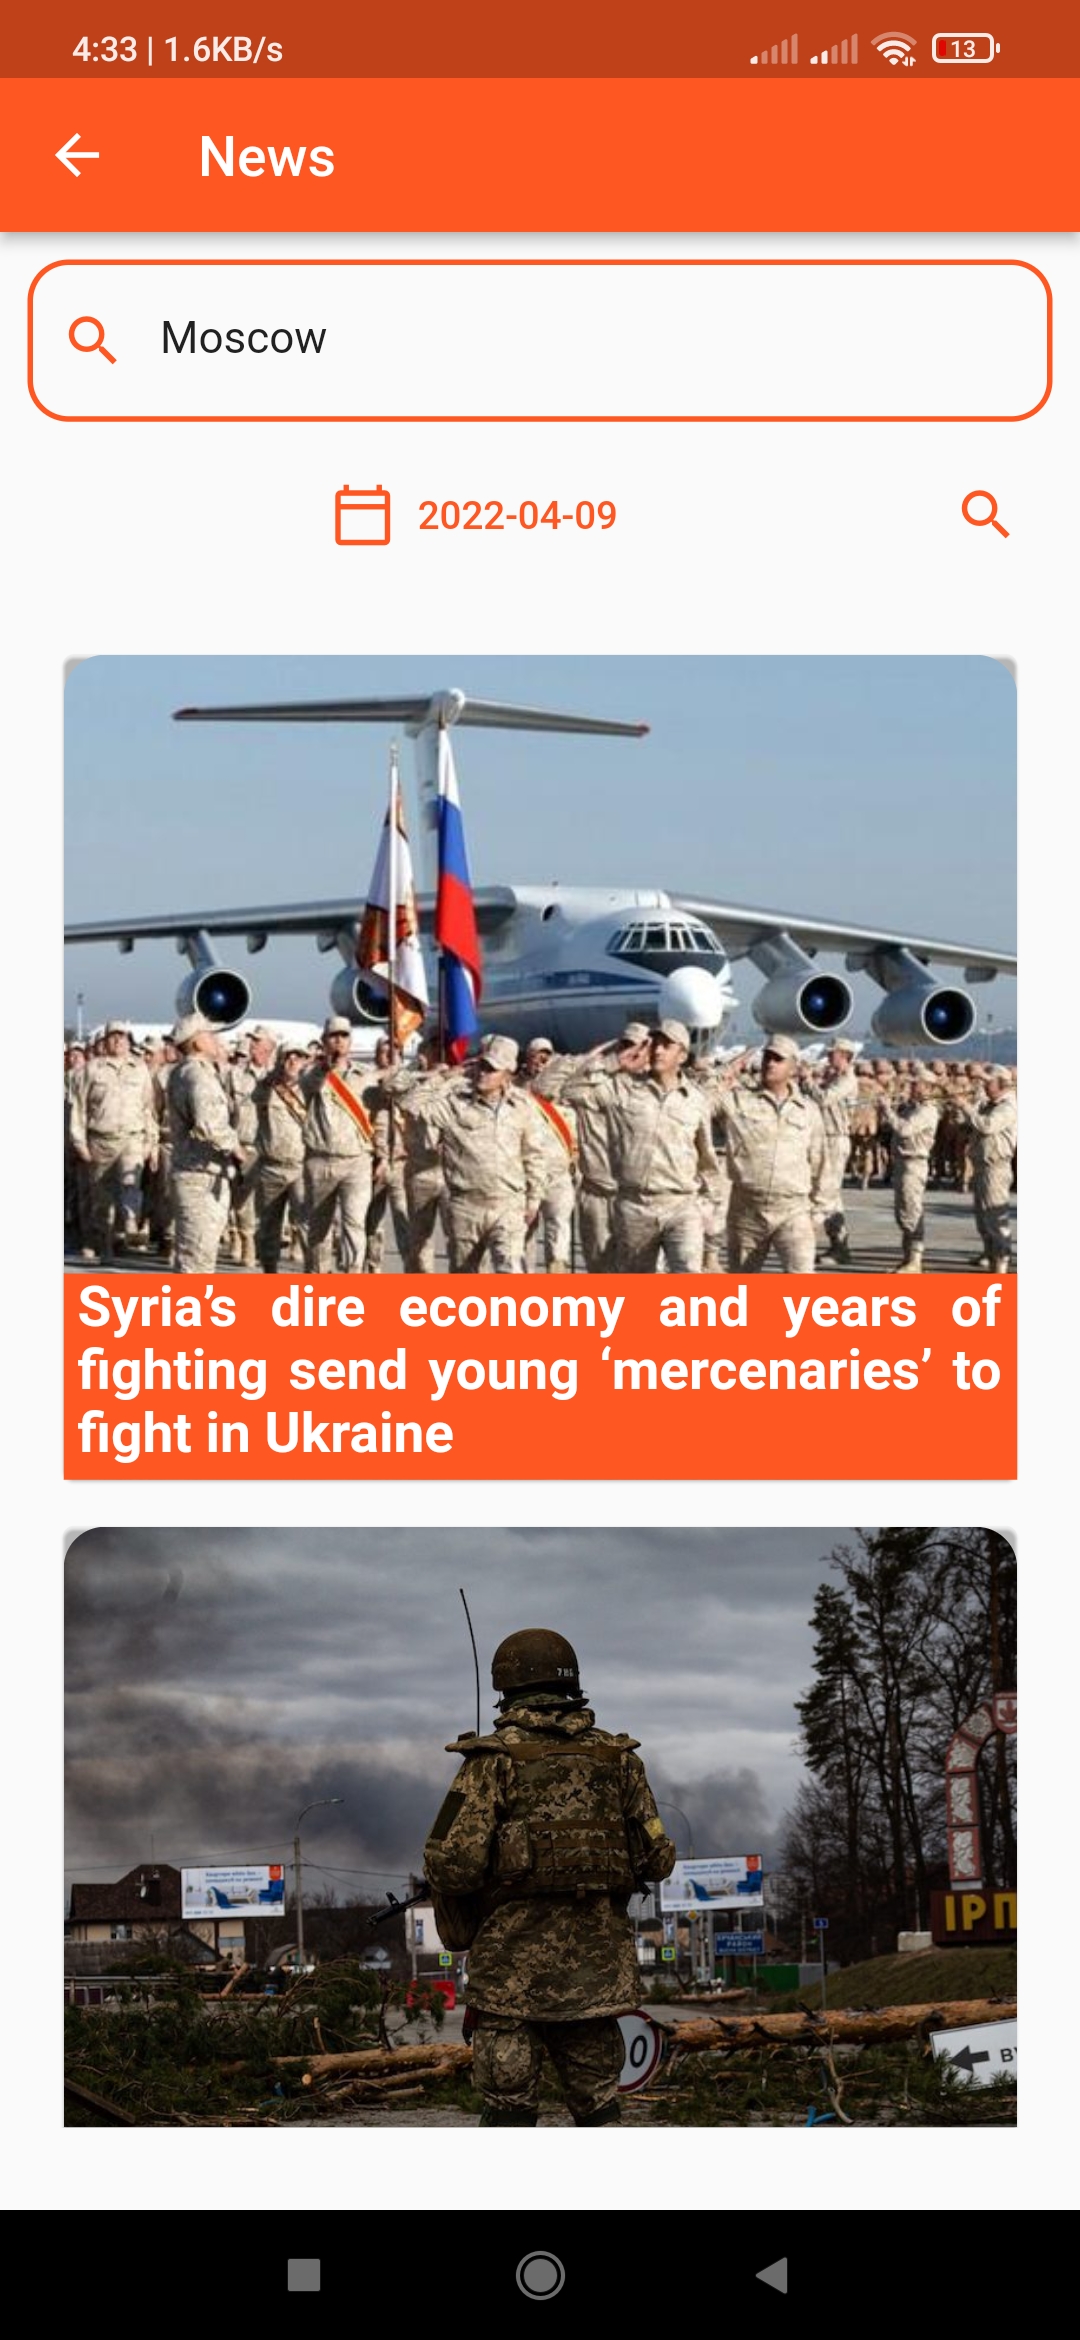 4:33 | 1.6KB/s
13
News
Moscow
2022-04-09
Syria’s dire economy and years of
fighting send young ‘mercenaries’ to
fight in Ukraine
ІРП
0